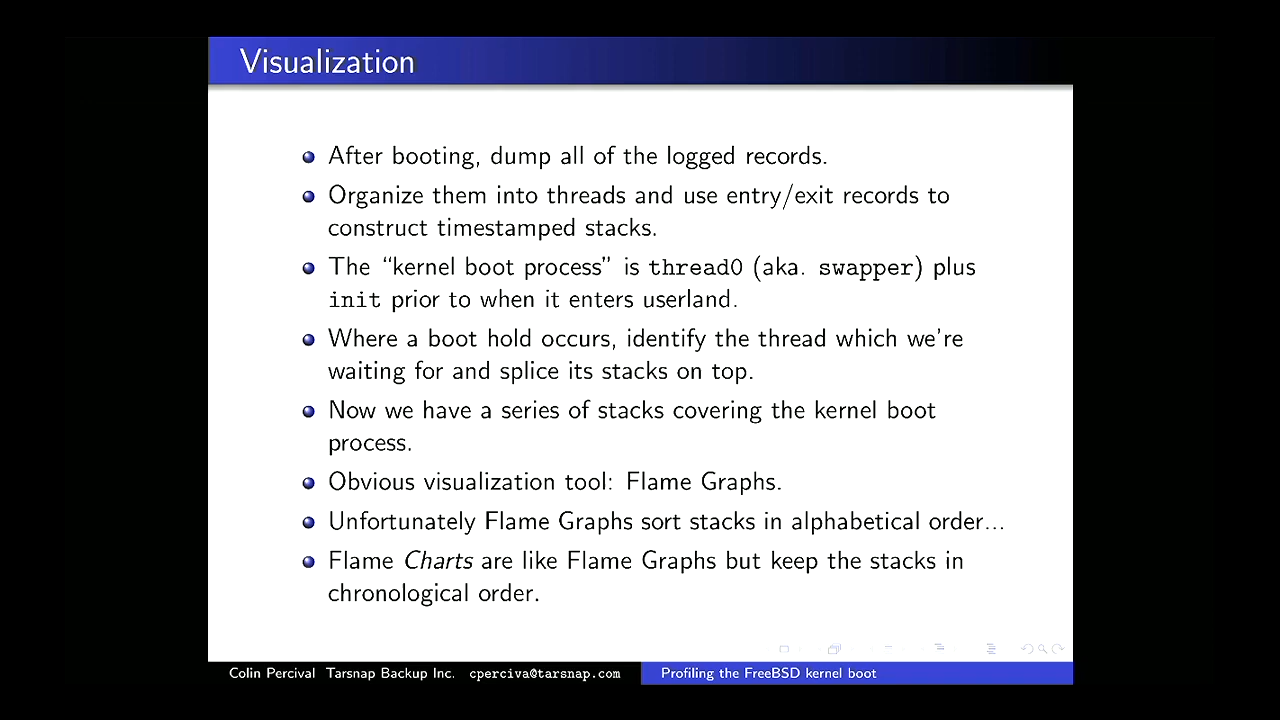 Visualization
After booting, dump all of the logged records.
Organize them into threads and use entry/exit records to
construct timestamped stacks.
The “kernel boot process” is thread0 (aka. swapper) plus
init prior to when it enters userland.
Where a boot hold occurs, identify the thread which we’re
waiting for and splice its stacks on top.
Now we have a series of stacks covering the kernel boot
process.
Obvious visualization tool: Flame Graphs.
Unfortunately Flame Graphs sort stacks in alphabetical order...
Flame Charts are like Flame Graphs but keep the stacks in
chronological order.
Colin Percival Tarsnap Backup Inc. cperciva@tarsnap.com
Profiling the FreeBSD kernel boot